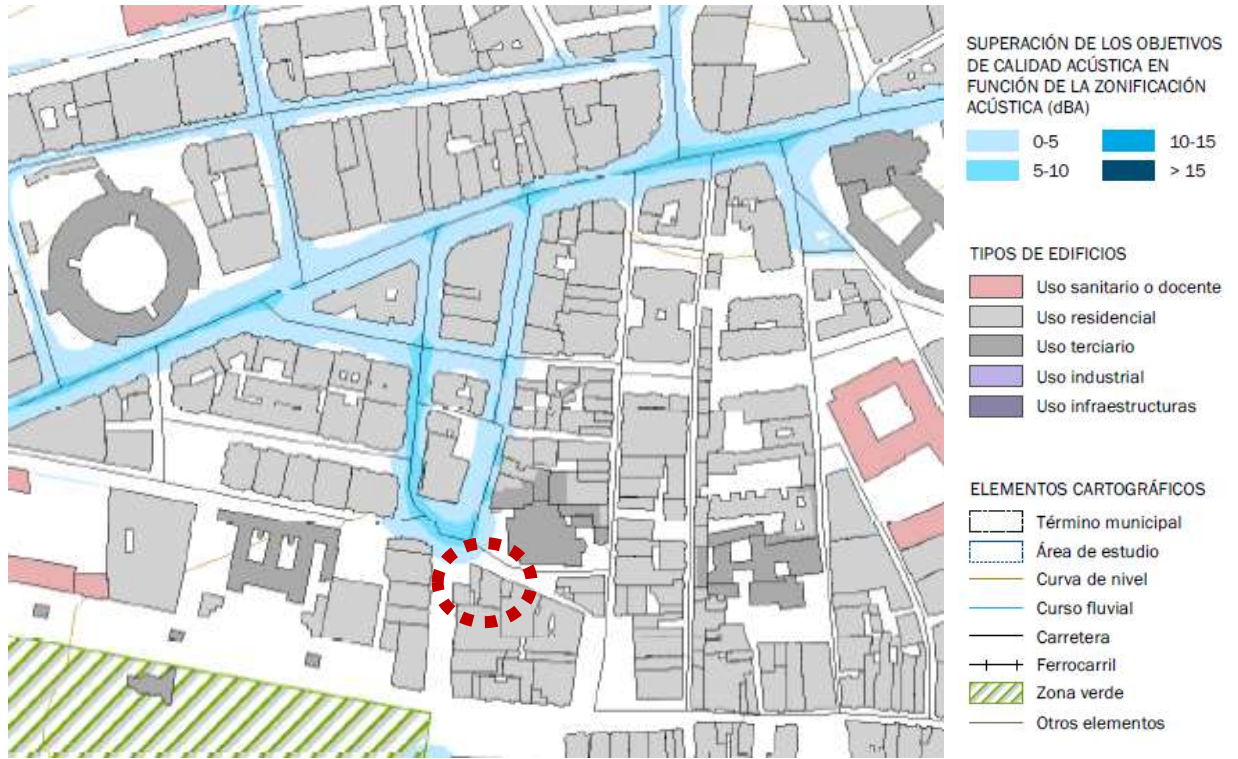 SUPERACIÓN DE LOS OBJETIVOS
DE CALIDAD ACÚSTICA EN
FUNCIÓN DE LA ZONIFICACIÓN
ACÚSTICA (dBA)
0-5
10-15
5-10
> 15
TIPOS DE EDIFICIOS
Uso sanitario o docente
Uso residencial
Uso terciario
Uso industrial
Uso infraestructuras
ELEMENTOS CARTOGRÁFICOS
Término municipal
Área de estudio
Curva de nivel
Curso fluvial
Carretera
Ferrocarril
Zona verde
Otros elementos